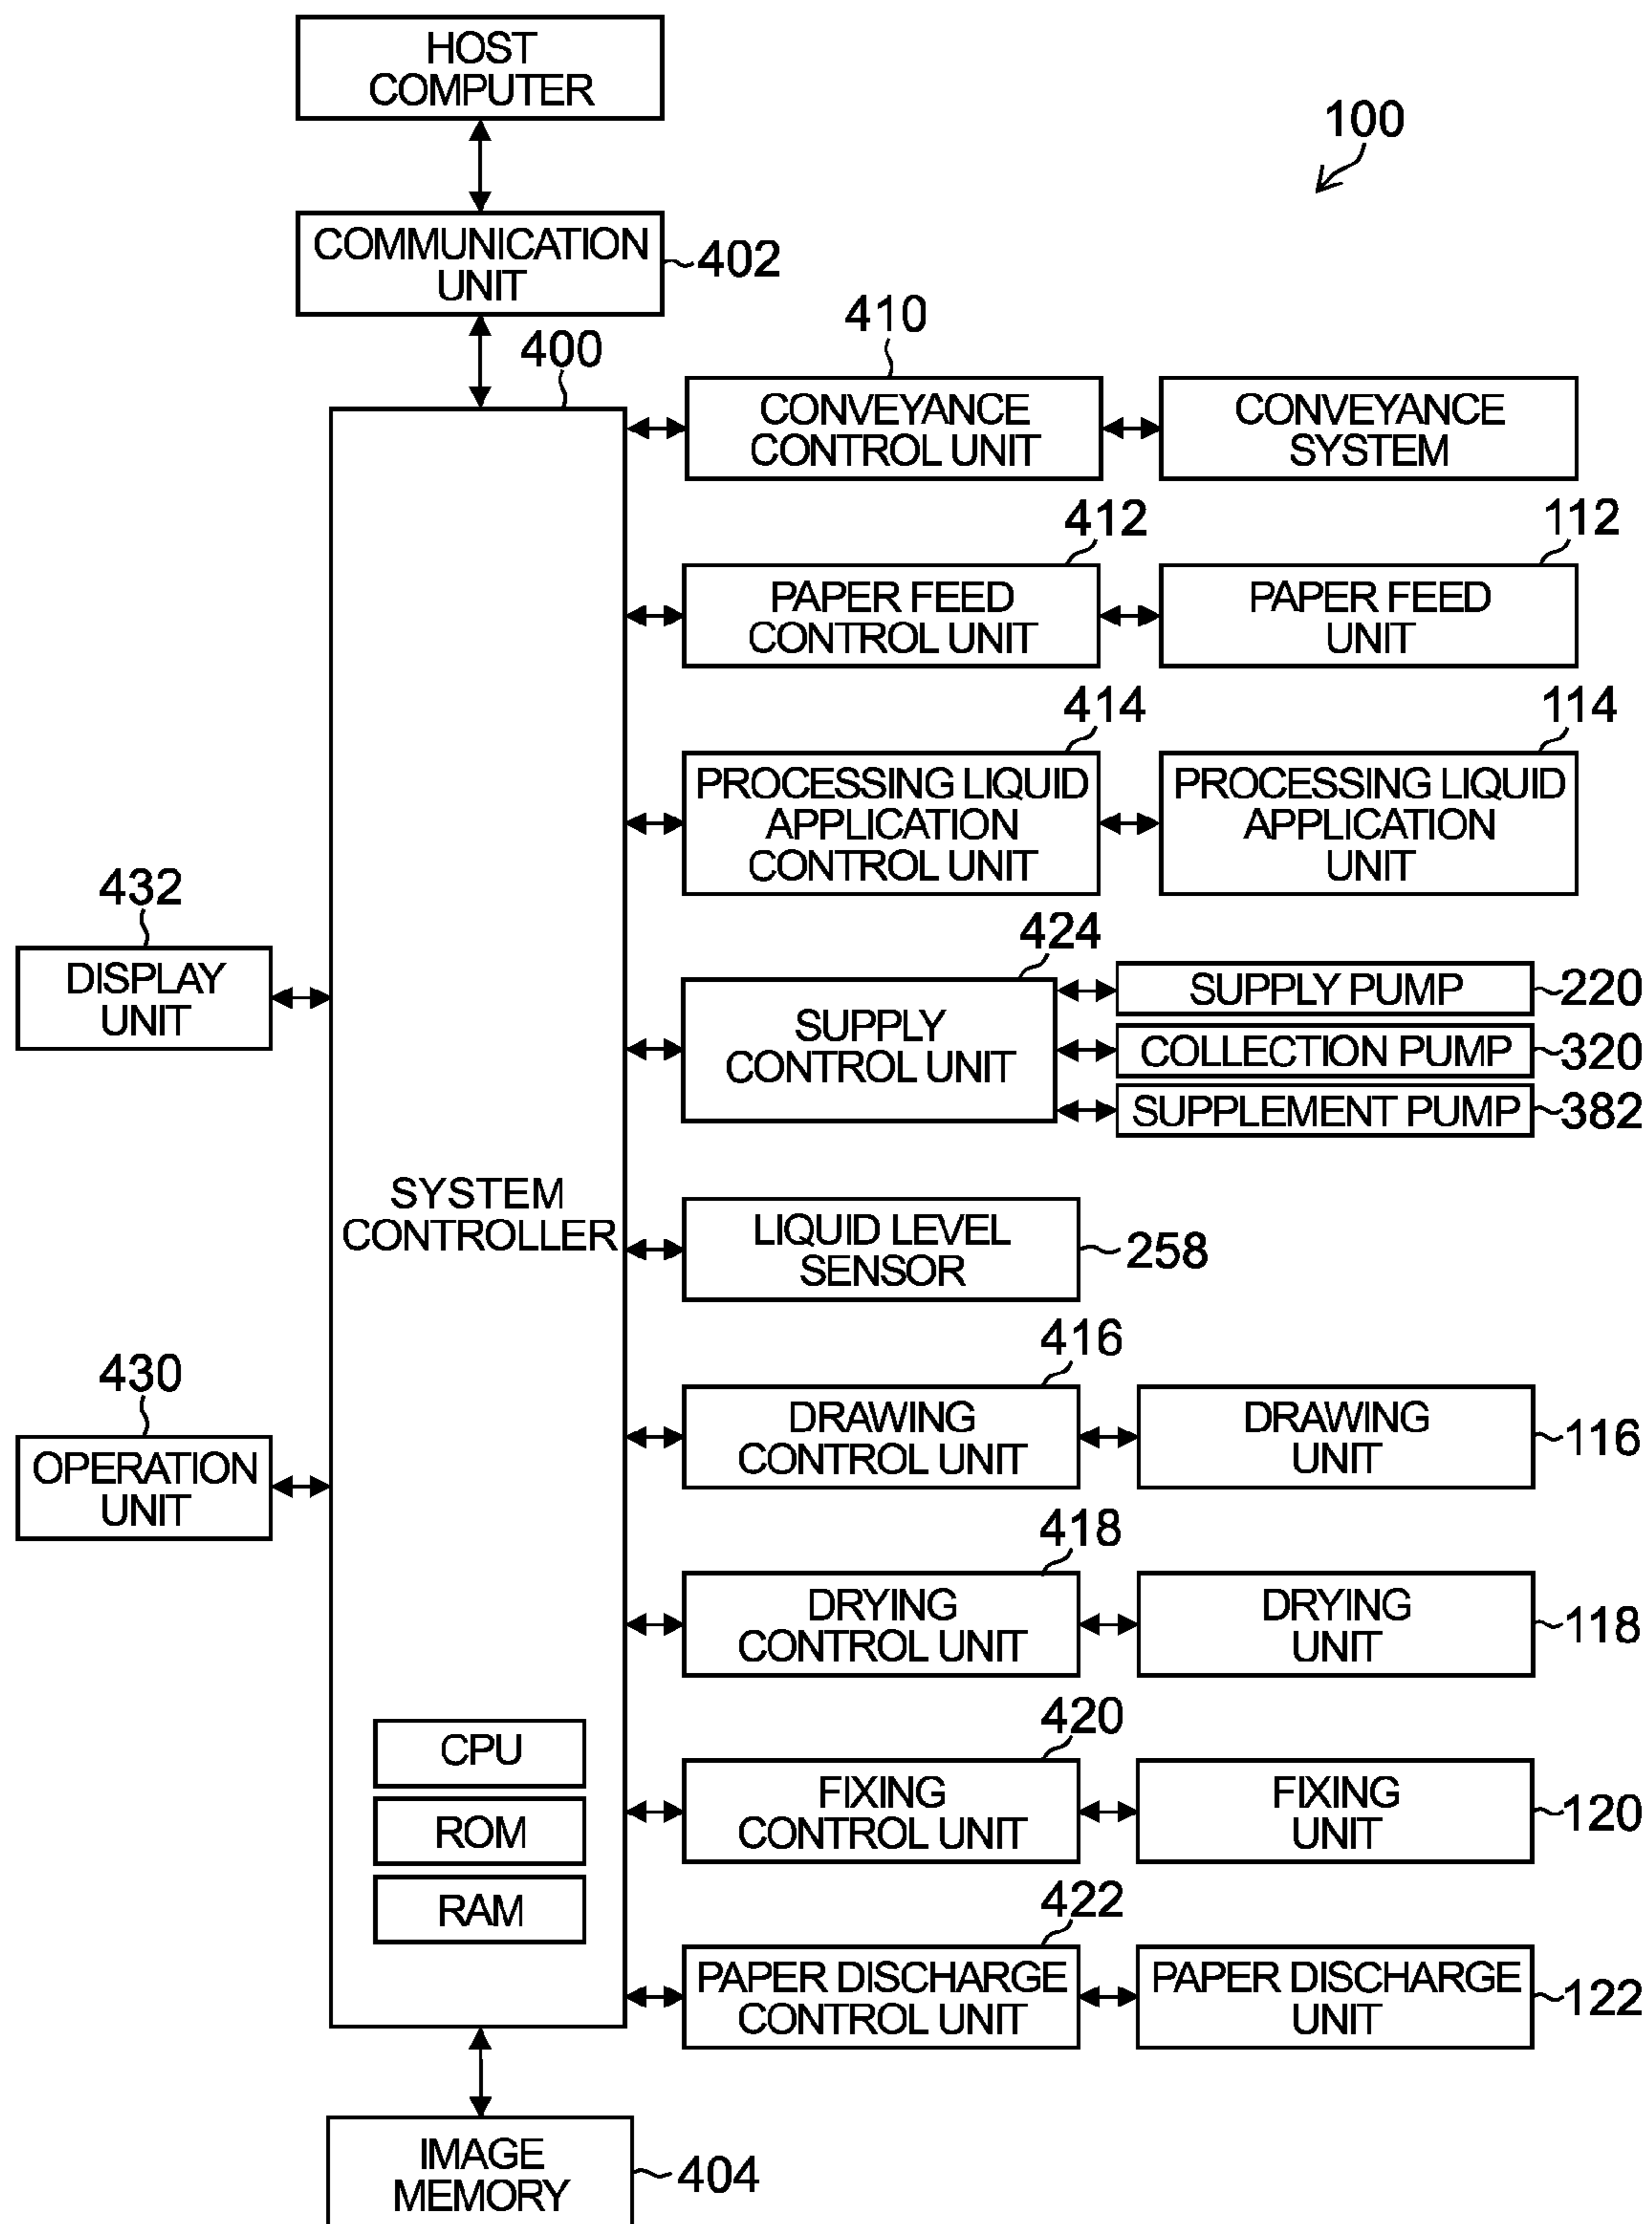 HOST
COMPUTER
100
COMMUNICATION
UNIT
402
400
410
CONVEYANCE
CONTROL UNIT
CONVEYANCE
SYSTEM
412
PAPER FEED
CONTROL UNIT
112
PAPER FEED
UNIT
414
PROCESSING LIQUID
APPLICATION
CONTROL UNIT
114
PROCESSING LIQUID
APPLICATION
UNIT
432
DISPLAY
UNIT
424
SUPPLY
CONTROL UNIT
SUPPLY PUMP
220
COLLECTION PUMP
320
SUPPLEMENT PUMP
382
SYSTEM
CONTROLLER
LIQUID LEVEL
SENSOR
258
430
OPERATION
UNIT
416
DRAWING
CONTROL UNIT
DRAWING
UNIT
116
418
DRYING
CONTROL UNIT
DRYING
UNIT
118
CPU
ROM
RAM
420
FIXING
CONTROL UNIT
FIXING
UNIT
120
422
PAPER DISCHARGE
CONTROL UNIT
PAPER DISCHARGE
UNIT
122
IMAGE
MEMORY
404